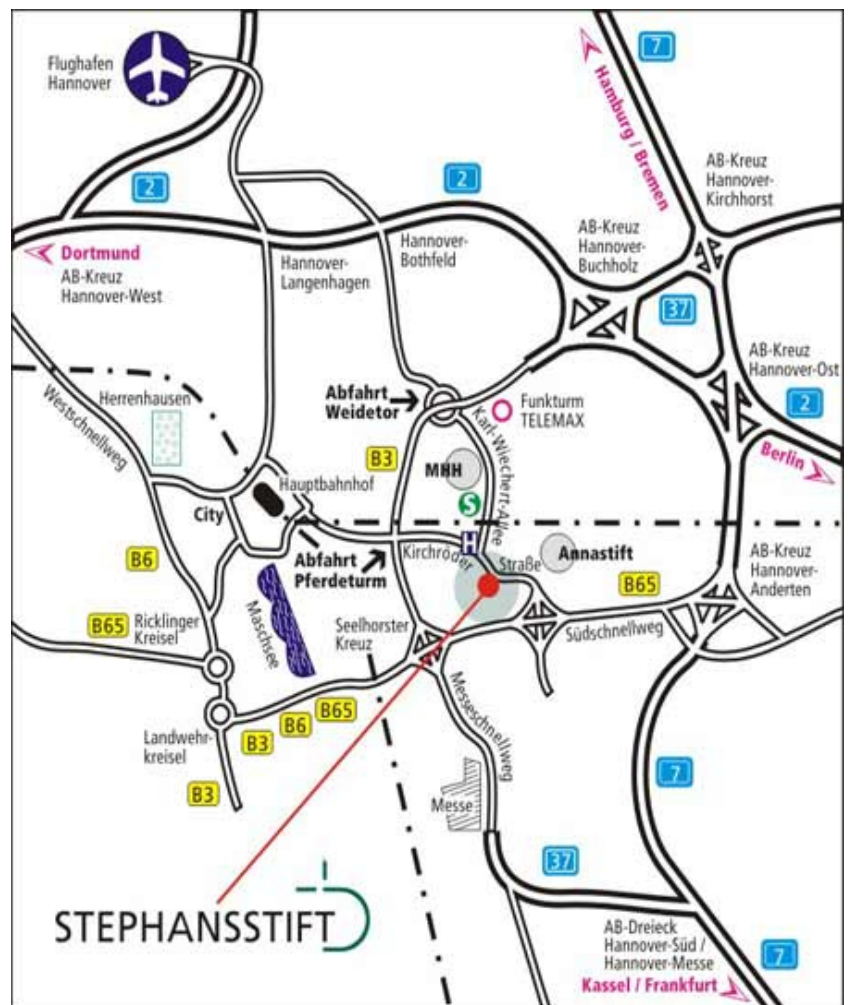 7
Flughafen
Hannover
Hamburg / Bremen
AB-Kreuz
Hannover-
Kirchhorst
2
2
AB-Kreuz
Hannover-
Buchholz
Dortmund
AB-Kreuz
Hannover-West
Hannover-
Langenhagen
Hannover-
Bothfeld
37
AB-Kreuz
Hannover-Ost
2
Westschnellweg
Herrenhausen
Abfahrt
Weidetor
Funkturm
TELEMAX
Karl-Wiechert-Allee
Berlin
B3
MHH
Hauptbahnhof
S
City
H
Abfahrt
Pferdeturm
Kirchröder
Straße
Annastift
AB-Kreuz
Hannover-
Anderten
B6
B65
B65
Ricklinger
Kreisel
Maschsee
Seelhorster
Kreuz
Südschnellweg
B65
B6
B3
Landwehr-
kreisel
Messeschnellweg
B3
Messe
7
37
STEPHANSSTIFT
AB-Dreieck
Hannover-Süd /
Hannover-Messe
7
Kassel / Frankfurt